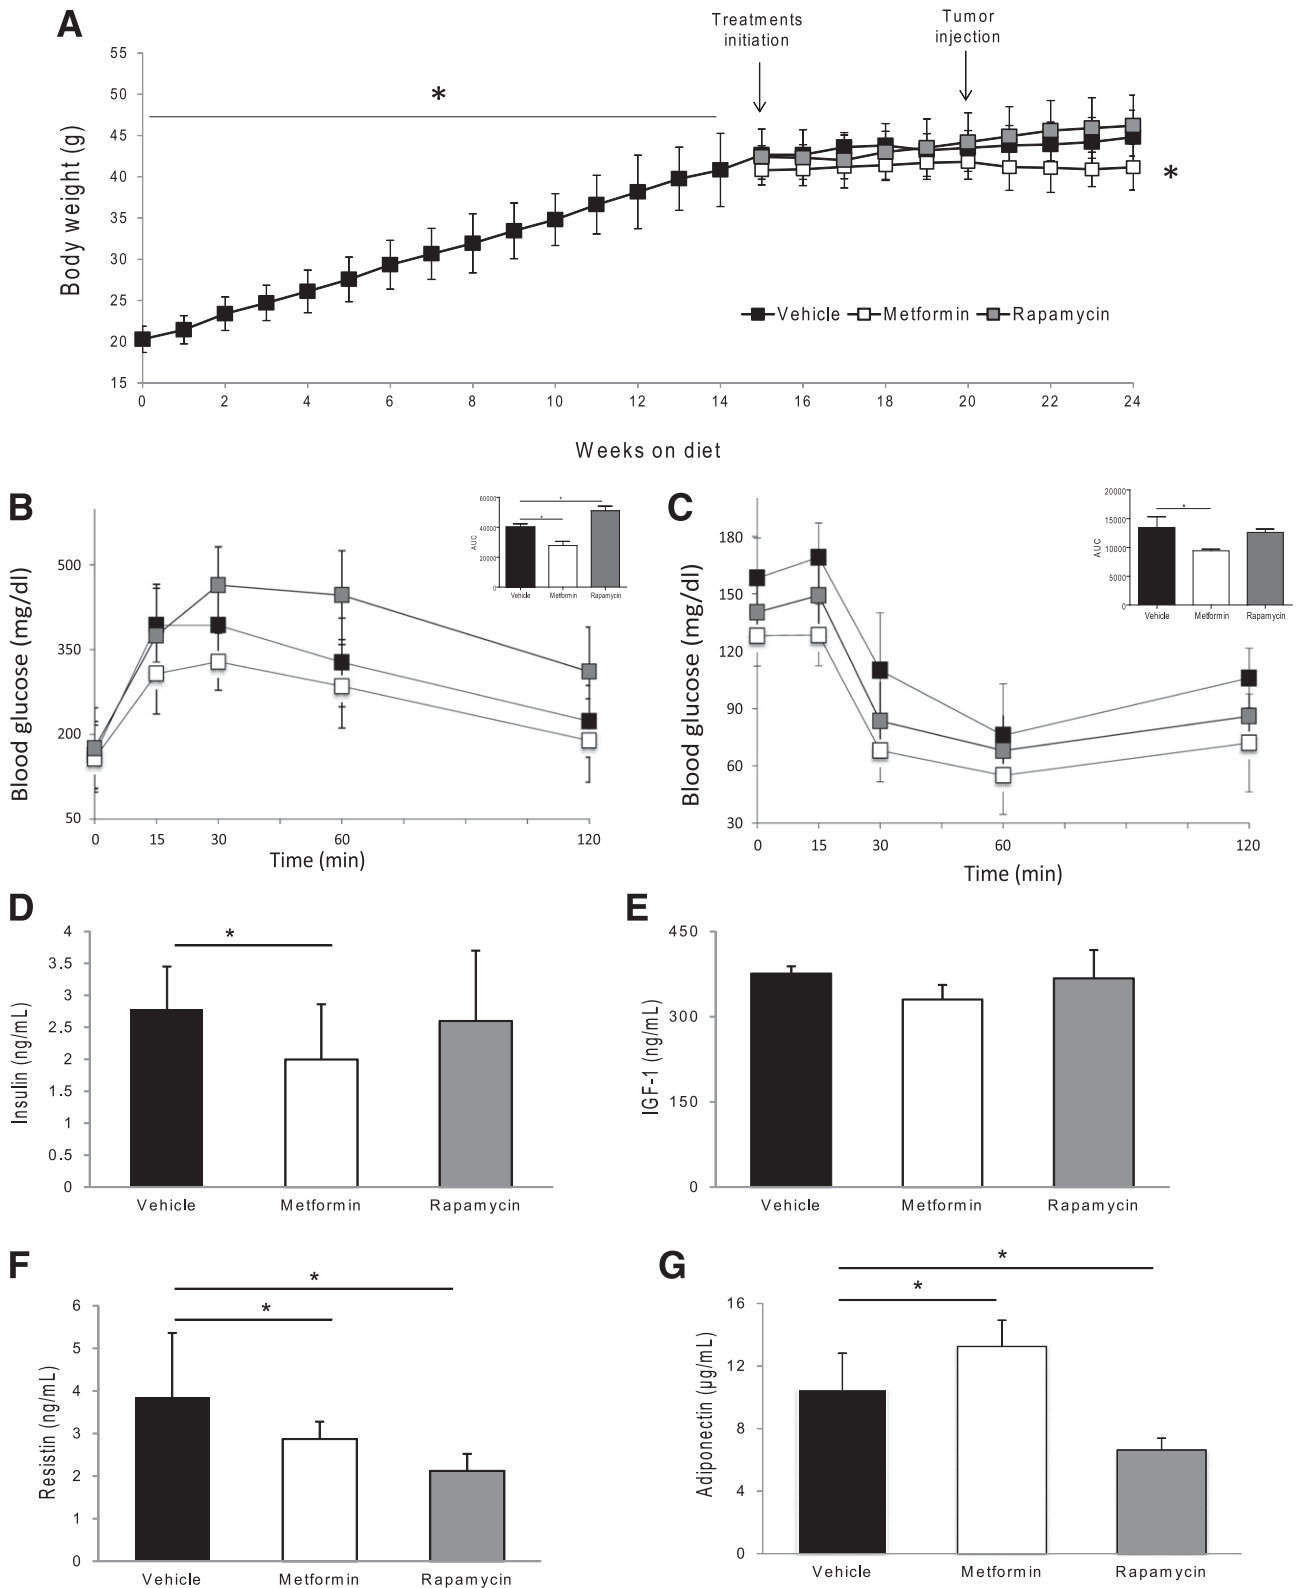 A
Treatments
initiation
Tumor
injection
55
50
45
40
35
30
25
20
15
Body weight (g)
*
*
Vehicle Metformin Rapamycin
0 2 4 6 8 10 12 14 16 18 20 22 24
Weeks on diet
B
500
350
200
50
Blood glucose (mg/dl)
0 15 30 60 120
Time (min)
60000
40000
20000
0
AUC
*
*
Vehicle Metformin Rapamycin
C
180
150
120
90
60
30
Blood glucose (mg/dl)
0 15 30 60 120
Time (min)
20000
15000
10000
5000
0
AUC
*
Vehicle Metformin Rapamycin
D
4
3.5
3
2.5
2
1.5
1
0.5
0
Insulin (ng/mL)
*
Vehicle Metformin Rapamycin
E
450
300
150
0
IGF-1 (ng/mL)
Vehicle Metformin Rapamycin
F
6
5
4
3
2
1
0
Resistin (ng/mL)
*
*
Vehicle Metformin Rapamycin
G
16
12
8
4
0
Adiponectin (µg/mL)
*
*
Vehicle Metformin Rapamycin